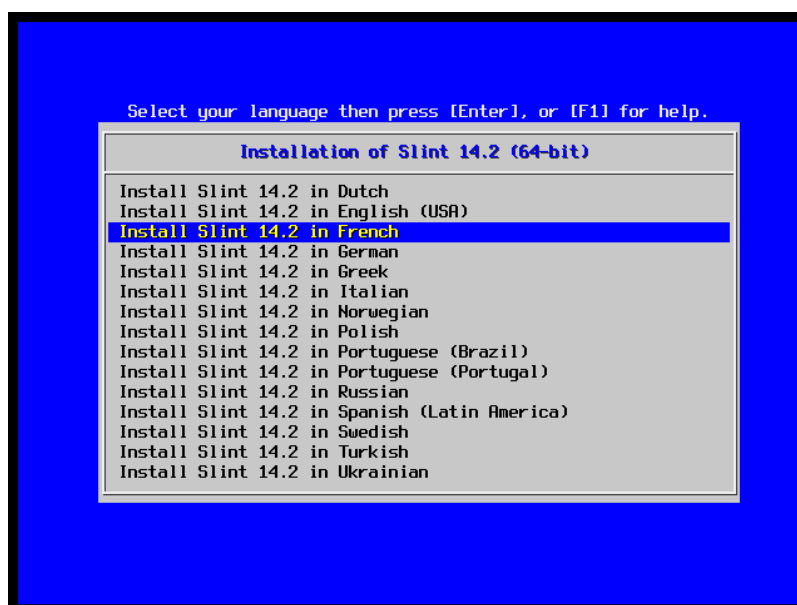 Select your language then press [Enter], or [F1] for help.
Installation of Slint 14.2 (64-bit)
Install Slint 14.2 in Dutch
Install Slint 14.2 in English (USA)
Install Slint 14.2 in French
Install Slint 14.2 in German
Install Slint 14.2 in Greek
Install Slint 14.2 in Italian
Install Slint 14.2 in Norwegian
Install Slint 14.2 in Polish
Install Slint 14.2 in Portuguese (Brazil)
Install Slint 14.2 in Portuguese (Portugal)
Install Slint 14.2 in Russian
Install Slint 14.2 in Spanish (Latin America)
Install Slint 14.2 in Swedish
Install Slint 14.2 in Turkish
Install Slint 14.2 in Ukrainian